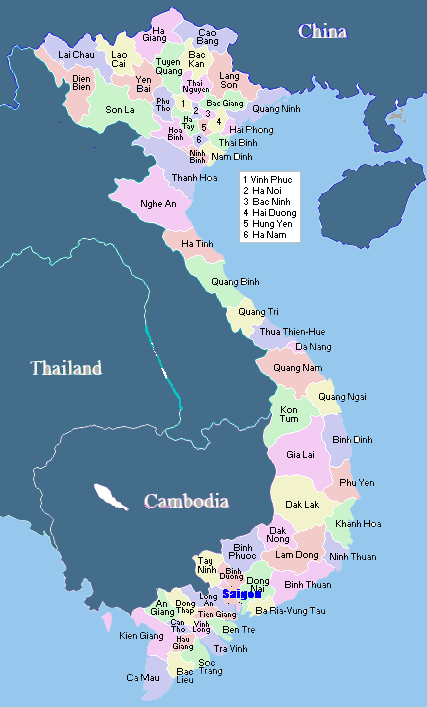 China
Ha
Giang
Cao
Bang
Lai Chau
Lao
Cai
Bac
Kan
Tuyen
Quang
Lang
Son
Dien
Bien
Yen
Bai
Thai
Nguyen
Son La
Phu
Tho
1
2
3
Bac Giang
Quang Ninh
Ha
Tay
5
4
Hai Phong
Hoa
Binh
6
Thai Binh
Ninh
Binh
Nam Dinh
Thanh Hoa
1 Vinh Phuc
2 Ha Noi
3 Bac Ninh
4 Hai Duong
5 Hung Yen
6 Ha Nam
Nghe An
Ha Tinh
Quang Binh
Quang Tri
Thua Thien-Hue
Da Nang
Thailand
Quang Nam
Quang Ngai
Kon
Tum
Binh Dinh
Gia Lai
Phu Yen
Cambodia
Dak Lak
Khanh Hoa
Dak
Nong
Binh
Phuoc
Lam Dong
Ninh Thuan
Tay
Ninh
Binh
Duong
Dong
Nai
Binh Thuan
Saigon
Long
An
Ba Ria-Vung Tau
An
Giang
Dong
Thap
Tien Giang
Can
Tho
Vinh
Long
Ben Tre
Kien Giang
Hau
Giang
Tra Vinh
Soc
Trang
Bac
Lieu
Ca Mau